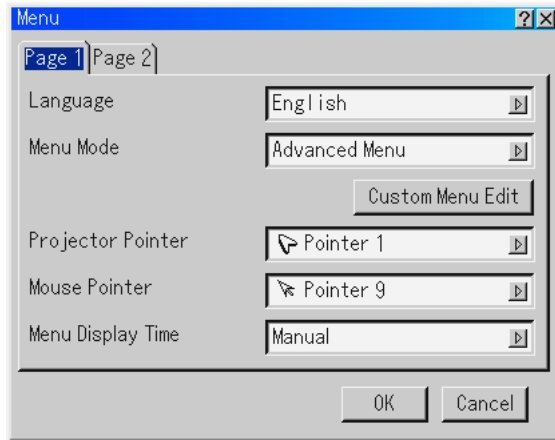 Menu
Page 1 Page 2
Language English
Menu Mode Advanced Menu
Custom Menu Edit
Projector Pointer Pointer 1
Mouse Pointer Pointer 9
Menu Display Time Manual
OK Cancel